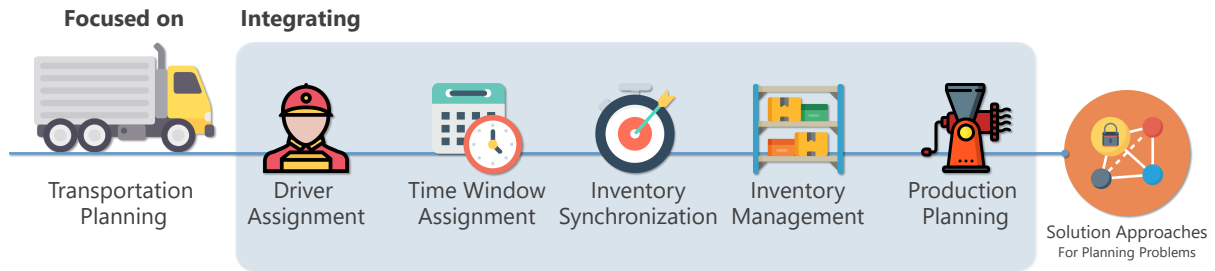 Focused on
Integrating
Transportation
Planning
Driver
Assignment
Time Window
Assignment
Inventory
Synchronization
Inventory
Management
Production
Planning
Solution Approaches
For Planning Problems